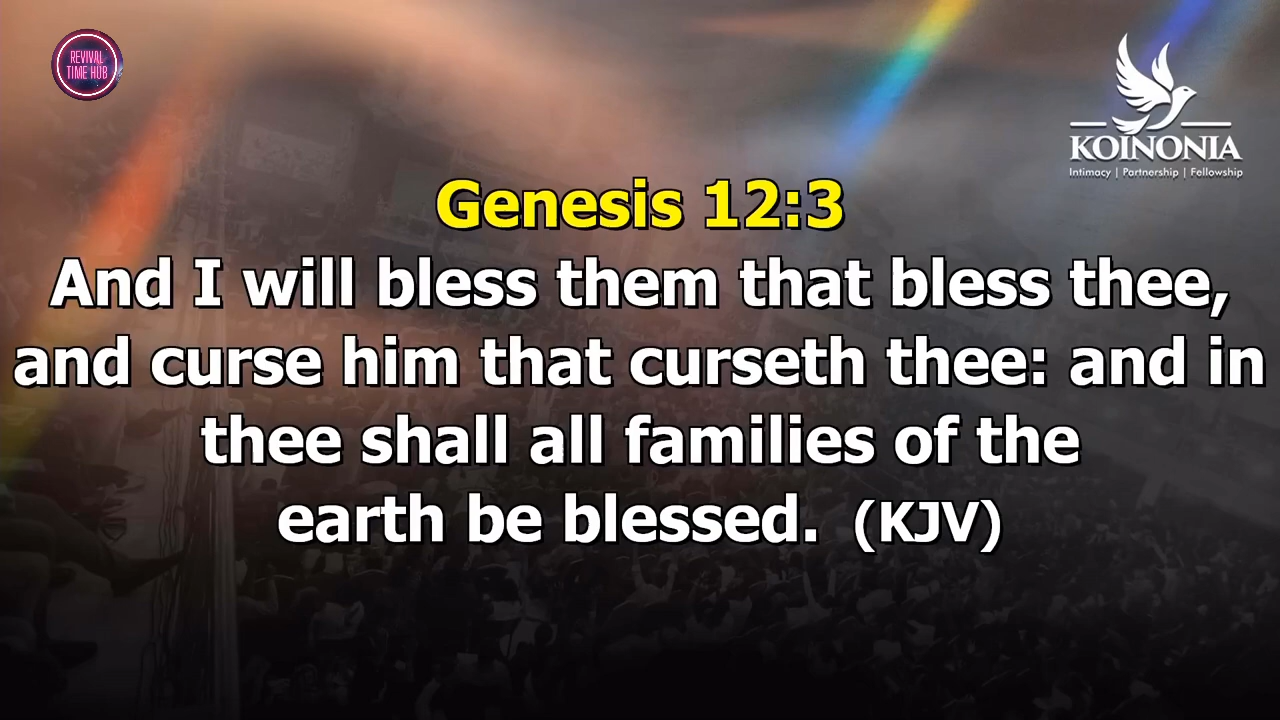 REVIVAL
TIME HUB
KOINONIA
Intimacy | Partnership | Fellowship
Genesis 12:3
And I will bless them that bless thee,
and curse him that curseth thee: and in
thee shall all families of the
earth be blessed. (KJV)